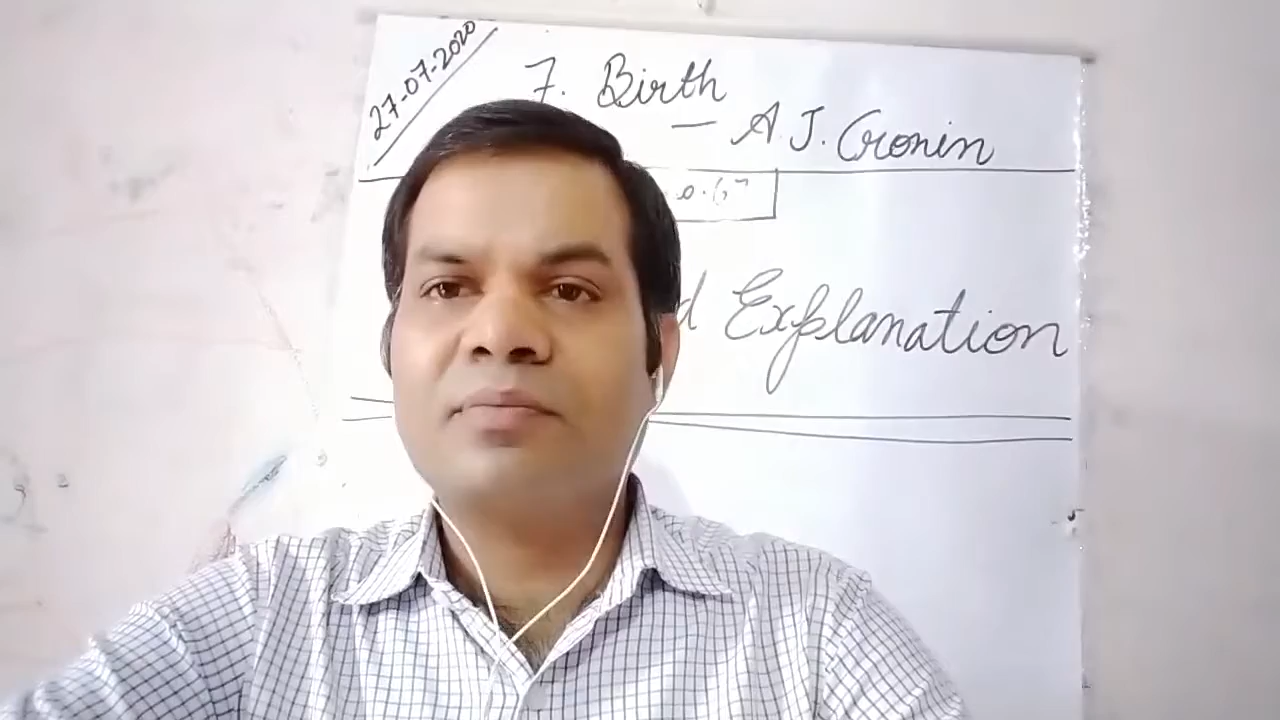 27-07-2020
7. Birth
— A.J. Cronin
Explanation